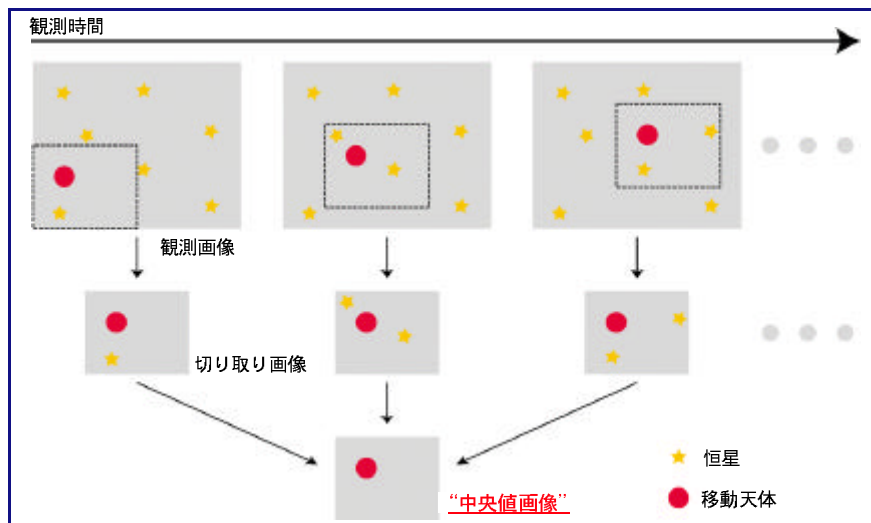 観測時間
観測画像
切り取り画像
恒星
“中央値画像”
移動天体